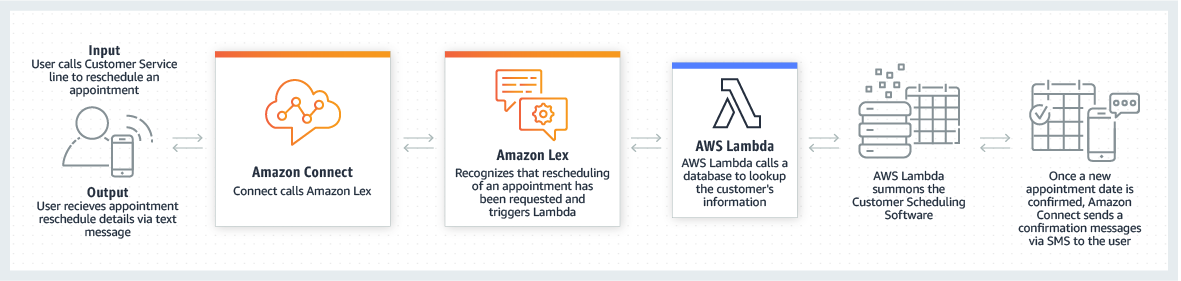 Input
User calls Customer Service
line to reschedule an
appointment
Output
User recieves appointment
reschedule details via text
message
Amazon Connect
Connect calls Amazon Lex
Amazon Lex
Recognizes that rescheduling
of an appointment has
been requested and
triggers Lambda
AWS Lambda
AWS Lambda calls a
database to lookup
the customer's
information
AWS Lambda
summons the
Customer Scheduling
Software
Once a new
appointment date is
confirmed, Amazon
Connect sends a
confirmation messages
via SMS to the user